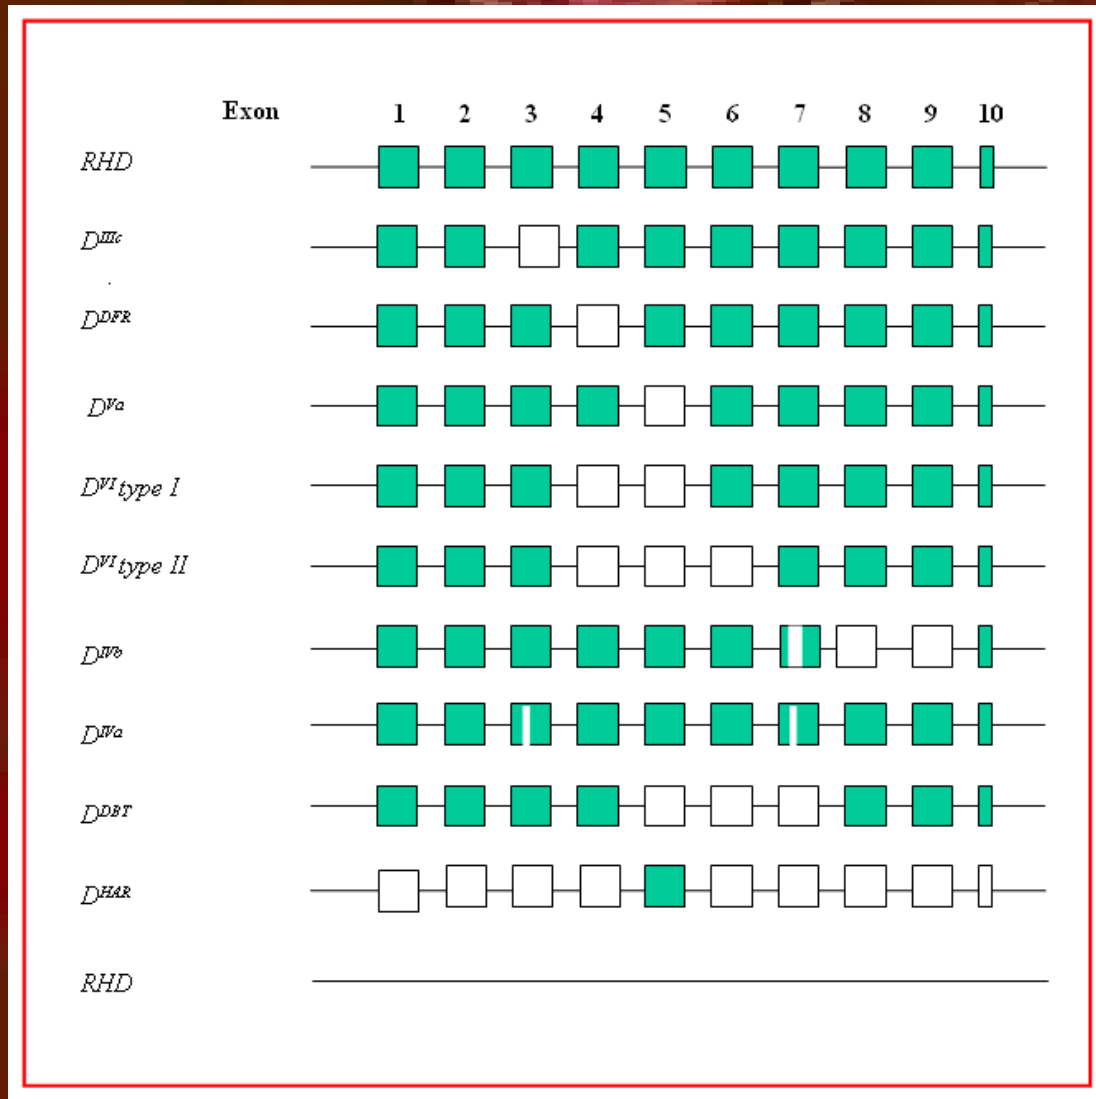 Exon 1 2 3 4 5 6 7 8 9 10
RHD
DIIIc
.
DDFR
DVa
DVI type I
DVI type II
DIVb
DIVa
DDBT
DHAR
RHD